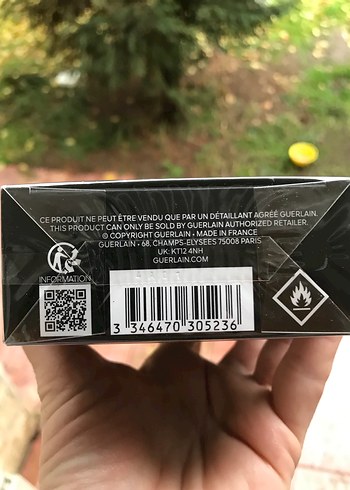 CE PRODUIT NE PEUT ÊTRE VENDU QUE PAR UN DÉTAILLANT AGRÉÉ GUERLAIN.
THIS PRODUCT CAN ONLY BE SOLD BY GUERLAIN AUTHORIZED RETAILER.
© COPYRIGHT GUERLAIN • MADE IN FRANCE
GUERLAIN • 68, CHAMPS-ELYSEES 75008 PARIS
UK: KT12 4NH
GUERLAIN.COM
INFORMATION
3 346470 305236